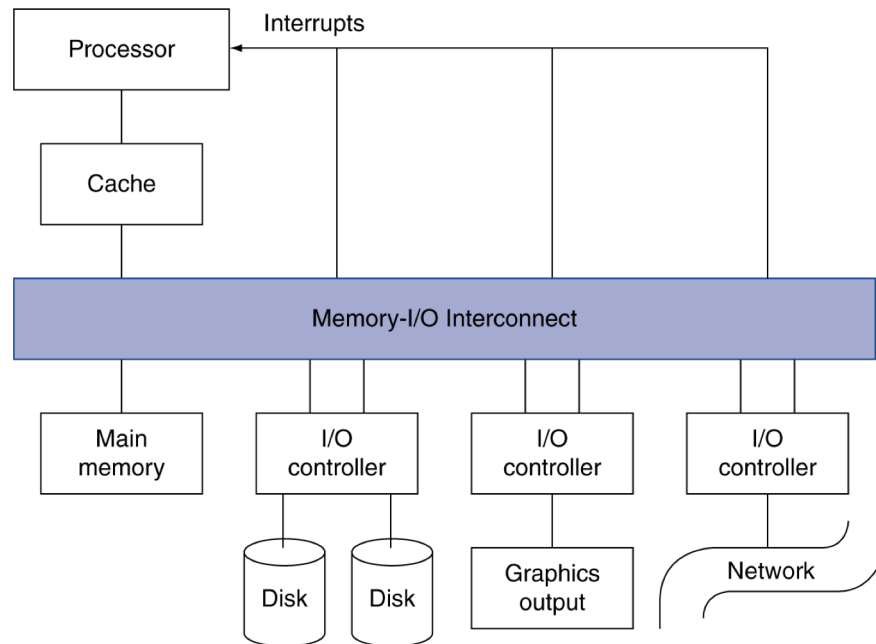 Interrupts
Processor
Cache
Memory-I/O Interconnect
Main
memory
I/O
controller
I/O
controller
I/O
controller
Disk
Disk
Graphics
output
Network